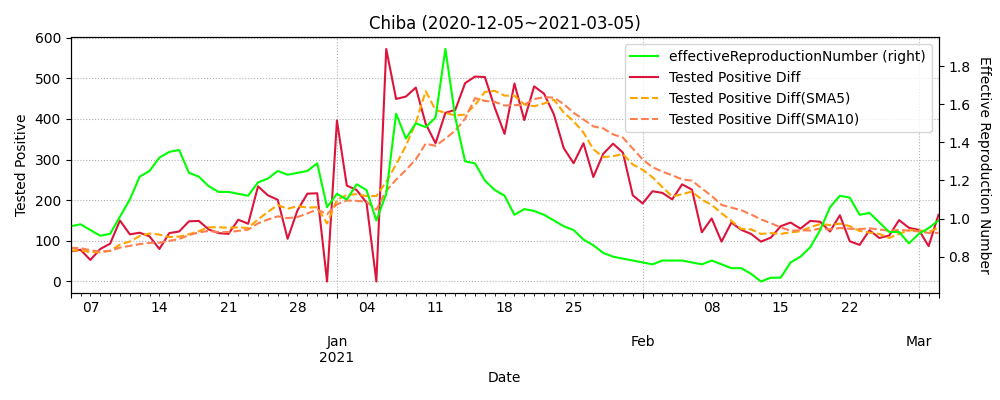 Chiba (2020-12-05~2021-03-05)
effectiveReproductionNumber (right)
Tested Positive Diff
Tested Positive Diff(SMA5)
Tested Positive Diff(SMA10)
Tested Positive
600
500
400
300
200
100
0
Effective Reproduction Number
1.8
1.6
1.4
1.2
1.0
0.8
07 14 21 28 04 11 18 25 08 15 22
Jan Feb Mar
2021
Date